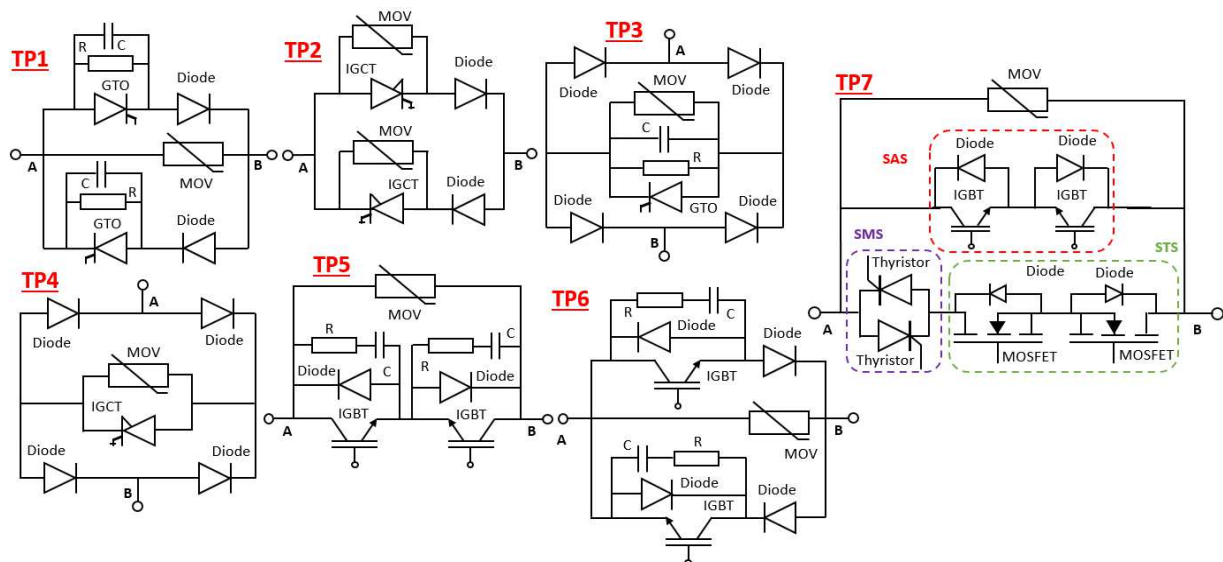 TP1
R
C
GTO
Diode
A
MOV
B
C
R
GTO
Diode
TP2
MOV
IGCT
Diode
A
B
MOV
IGCT
Diode
TP3
A
Diode
Diode
MOV
C
R
GTO
Diode
Diode
B
TP4
A
Diode
Diode
MOV
IGCT
Diode
Diode
B
TP5
MOV
R
C
Diode
IGBT
R
C
Diode
IGBT
A
B
TP6
R
C
Diode
IGBT
Diode
A
B
MOV
C
R
Diode
IGBT
Diode
TP7
MOV
SAS
Diode
Diode
IGBT
IGBT
SMS
STS
Thyristor
Thyristor
Diode
Diode
MOSFET
MOSFET
A
B